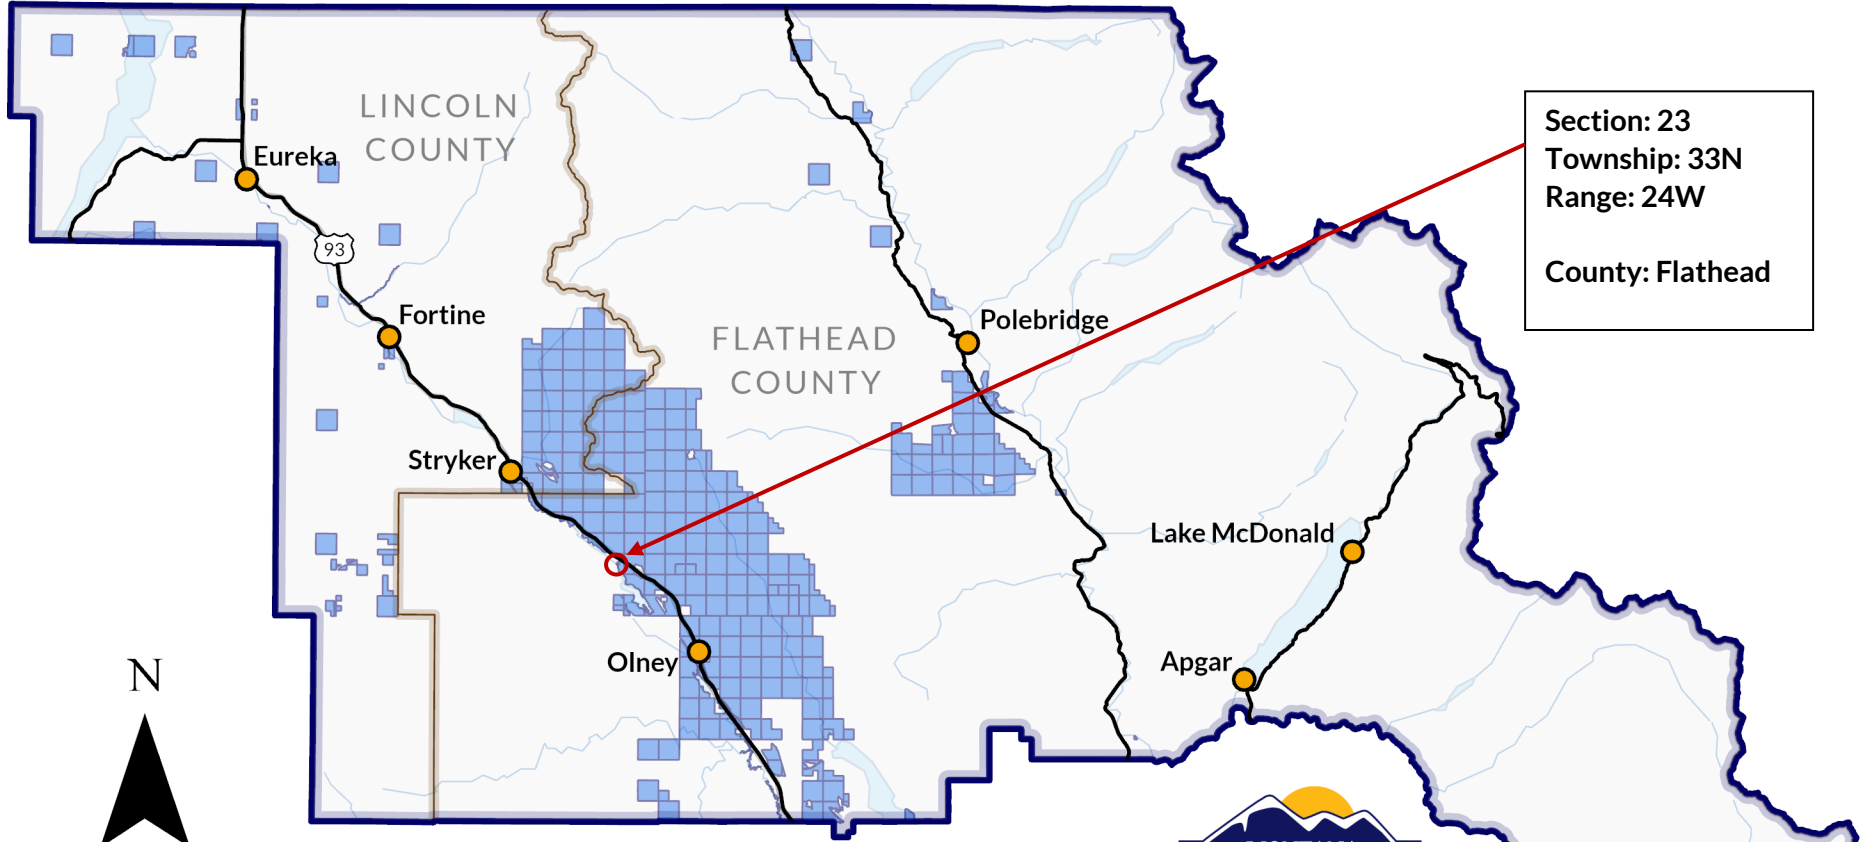 LINCOLN
COUNTY
Eureka
93
Fortine
FLATHEAD
COUNTY
Polebridge
Stryker
Lake McDonald
Olney
Apgar
N
Section: 23
Township: 33N
Range: 24W
County: Flathead